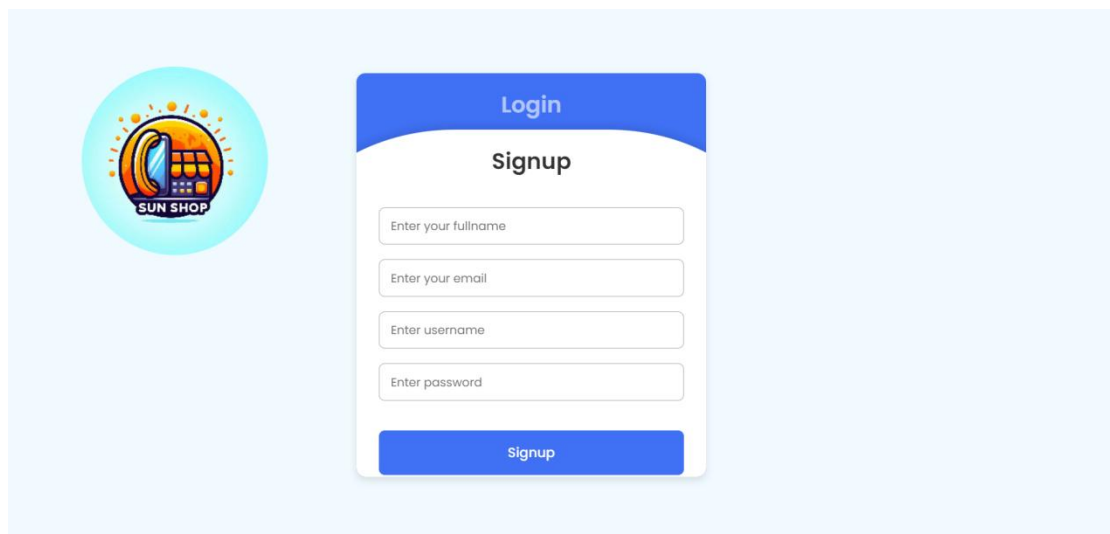 SUN SHOP
Login
Signup
Enter your fullname
Enter your email
Enter username
Enter password
Signup